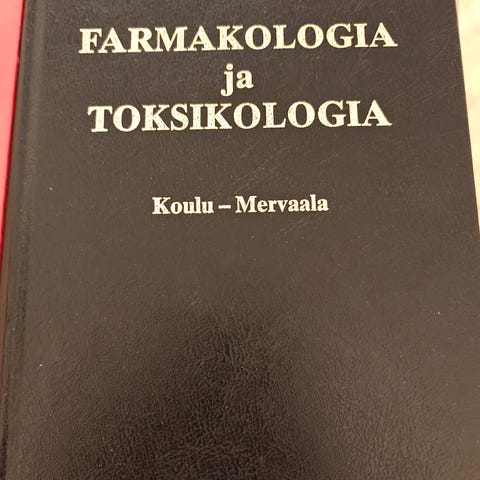 FARMAKOLOGIA
ja
TOKSIKOLOGIA
Koulu – Mervaala